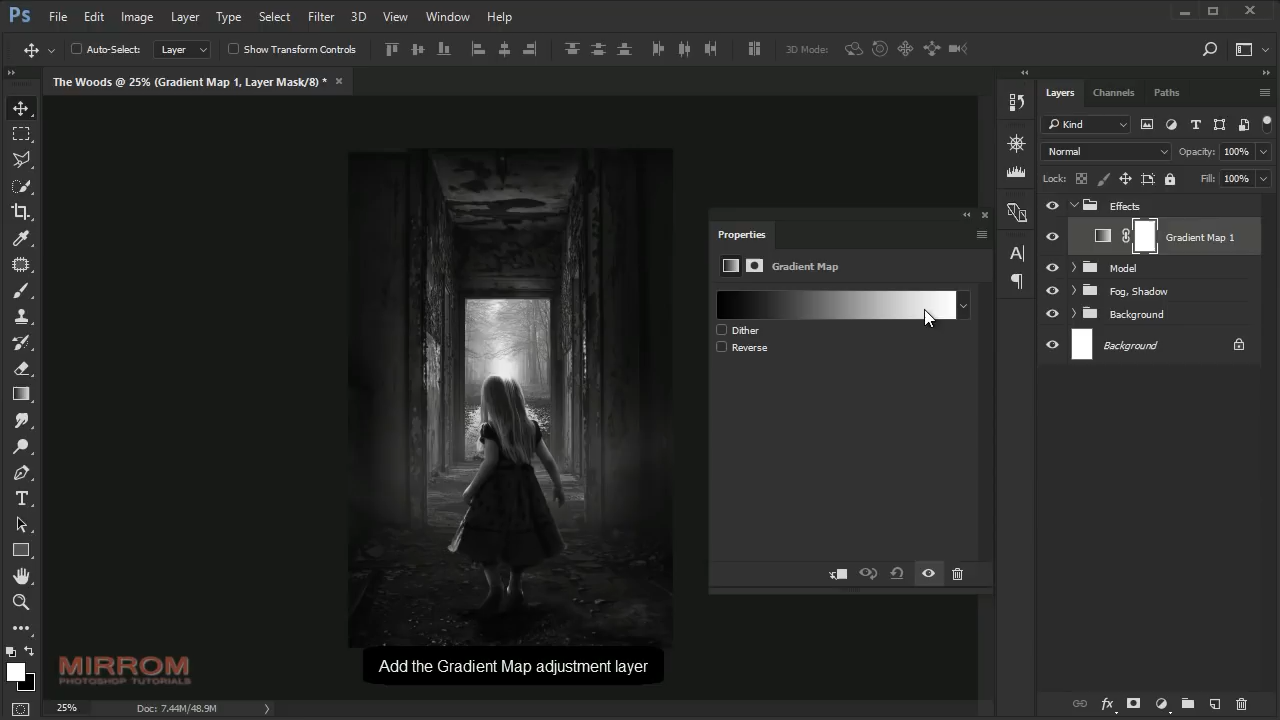 Ps File Edit Image Layer Type Select Filter 3D View Window Help
Auto-Select: Layer Show Transform Controls 3D Mode:
The Woods @ 25% (Gradient Map 1, Layer Mask/8) *
Layers Channels Paths
Kind
Normal Opacity: 100%
Lock: Fill: 100%
Effects
Gradient Map 1
Model
Fog, Shadow
Background
Background
Properties
Gradient Map
Dither
Reverse
Add the Gradient Map adjustment layer
MIRROM
PHOTOSHOP TUTORIALS
25% Doc: 7.44M/48.9M